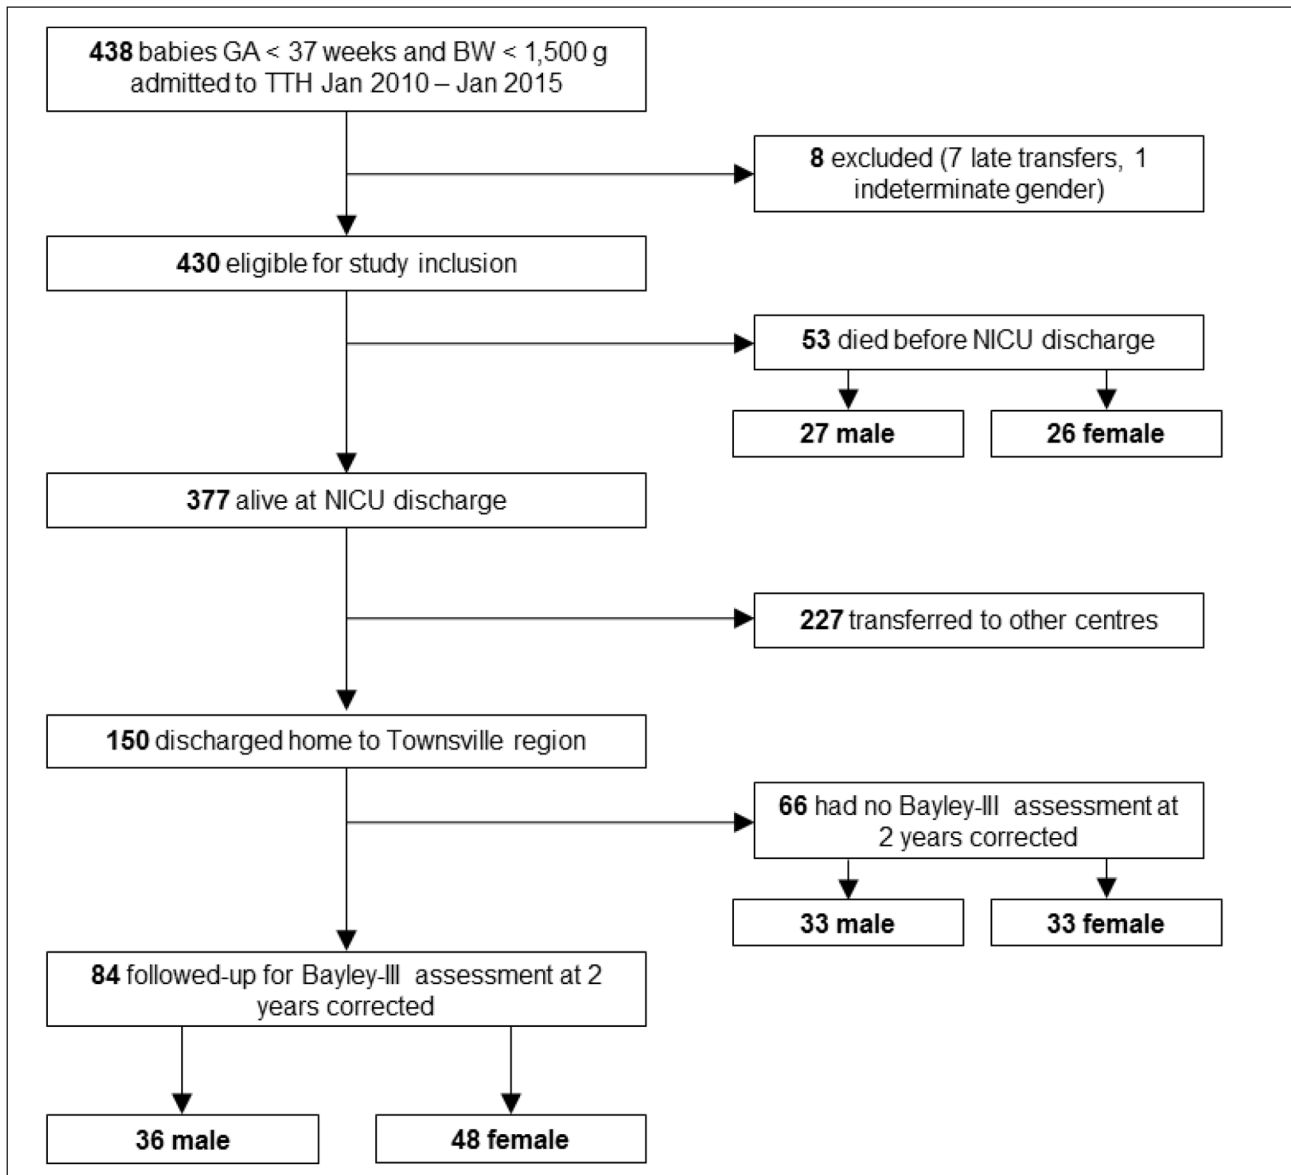 438 babies GA < 37 weeks and BW < 1,500 g
admitted to TTH Jan 2010 – Jan 2015
8 excluded (7 late transfers, 1
indeterminate gender)
430 eligible for study inclusion
53 died before NICU discharge
27 male
26 female
377 alive at NICU discharge
227 transferred to other centres
150 discharged home to Townsville region
66 had no Bayley-III assessment at
2 years corrected
33 male
33 female
84 followed-up for Bayley-III assessment at 2
years corrected
36 male
48 female